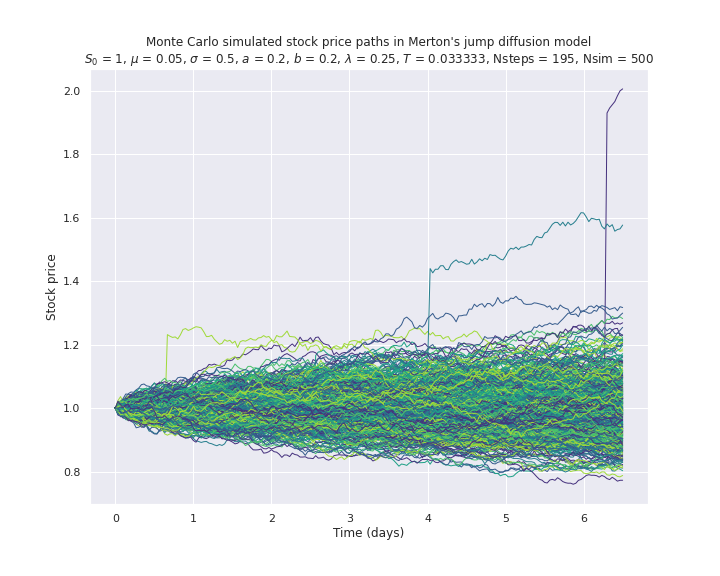 Monte Carlo simulated stock price paths in Merton's jump diffusion model
S₀ = 1, μ = 0.05, σ = 0.5, a = 0.2, b = 0.2, λ = 0.25, T = 0.033333, Nsteps = 195, Nsim = 500
Stock price
2.0
1.8
1.6
1.4
1.2
1.0
0.8
0 1 2 3 4 5 6
Time (days)